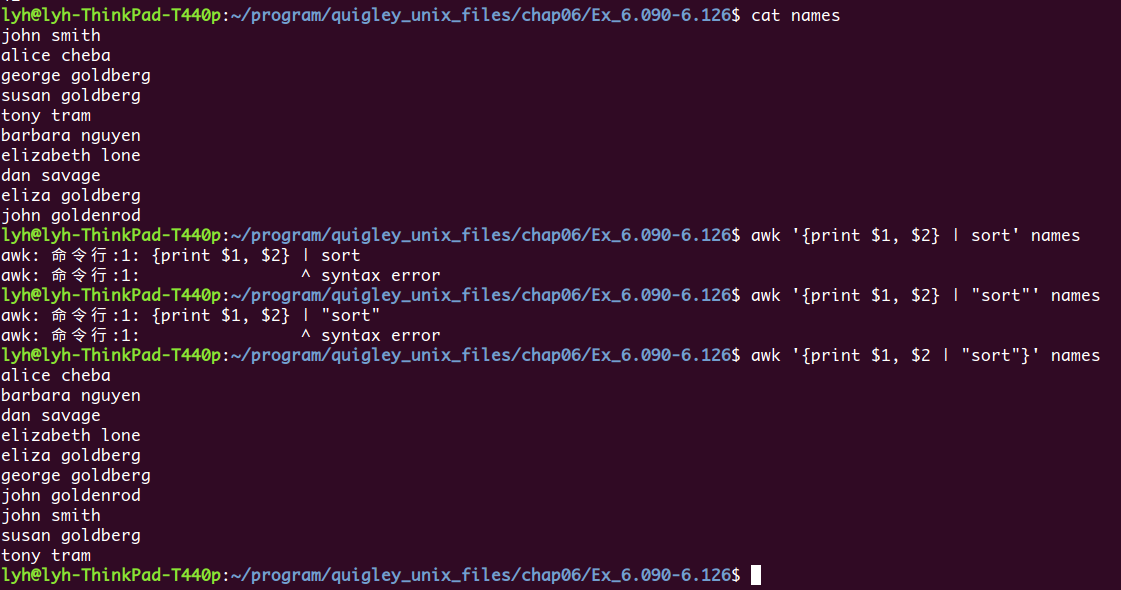 lyh@lyh-ThinkPad-T440p:~/program/quigley_unix_files/chap06/Ex_6.090-6.126$ cat names
john smith
alice cheba
george goldberg
susan goldberg
tony tram
barbara nguyen
elizabeth lone
dan savage
eliza goldberg
john goldenrod
lyh@lyh-ThinkPad-T440p:~/program/quigley_unix_files/chap06/Ex_6.090-6.126$ awk '{print $1, $2} | sort' names
awk: 命令行:1: {print $1, $2} | sort
awk: 命令行:1:                ^ syntax error
lyh@lyh-ThinkPad-T440p:~/program/quigley_unix_files/chap06/Ex_6.090-6.126$ awk '{print $1, $2} | "sort"' names
awk: 命令行:1: {print $1, $2} | "sort"
awk: 命令行:1:                ^ syntax error
lyh@lyh-ThinkPad-T440p:~/program/quigley_unix_files/chap06/Ex_6.090-6.126$ awk '{print $1, $2 | "sort"}' names
alice cheba
barbara nguyen
dan savage
elizabeth lone
eliza goldberg
george goldberg
john goldenrod
john smith
susan goldberg
tony tram
lyh@lyh-ThinkPad-T440p:~/program/quigley_unix_files/chap06/Ex_6.090-6.126$